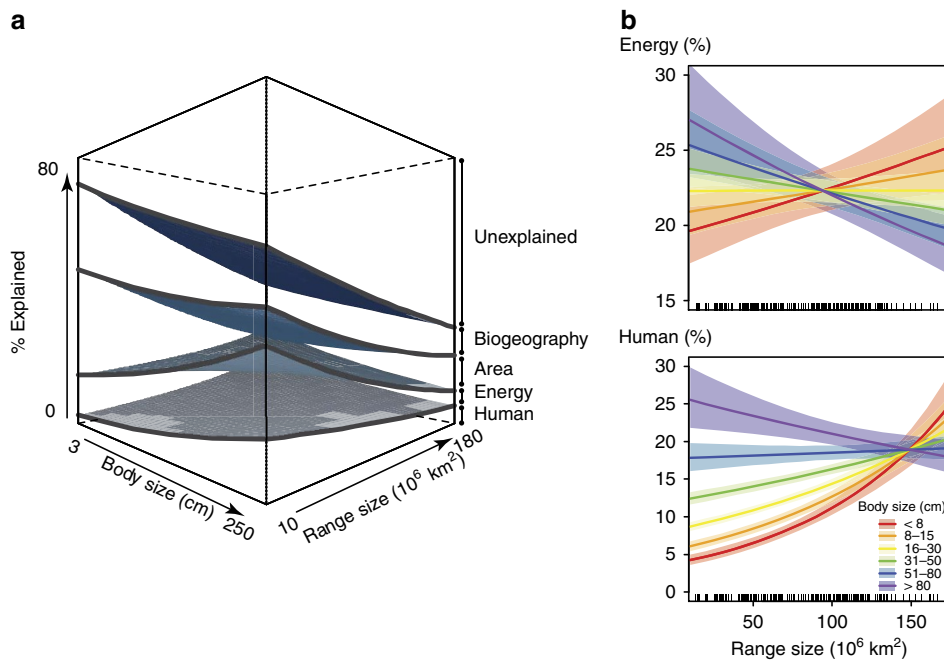 a
80
% Explained
0
3
Body size (cm)
250
10
Range size (10⁶ km²)
180
Unexplained
Biogeography
Area
Energy
Human
b
Energy (%)
30
25
20
15
Human (%)
30
25
20
15
10
5
0
Body size (cm)
< 8
8–15
16–30
31–50
51–80
> 80
50
100
150
Range size (10⁶ km²)